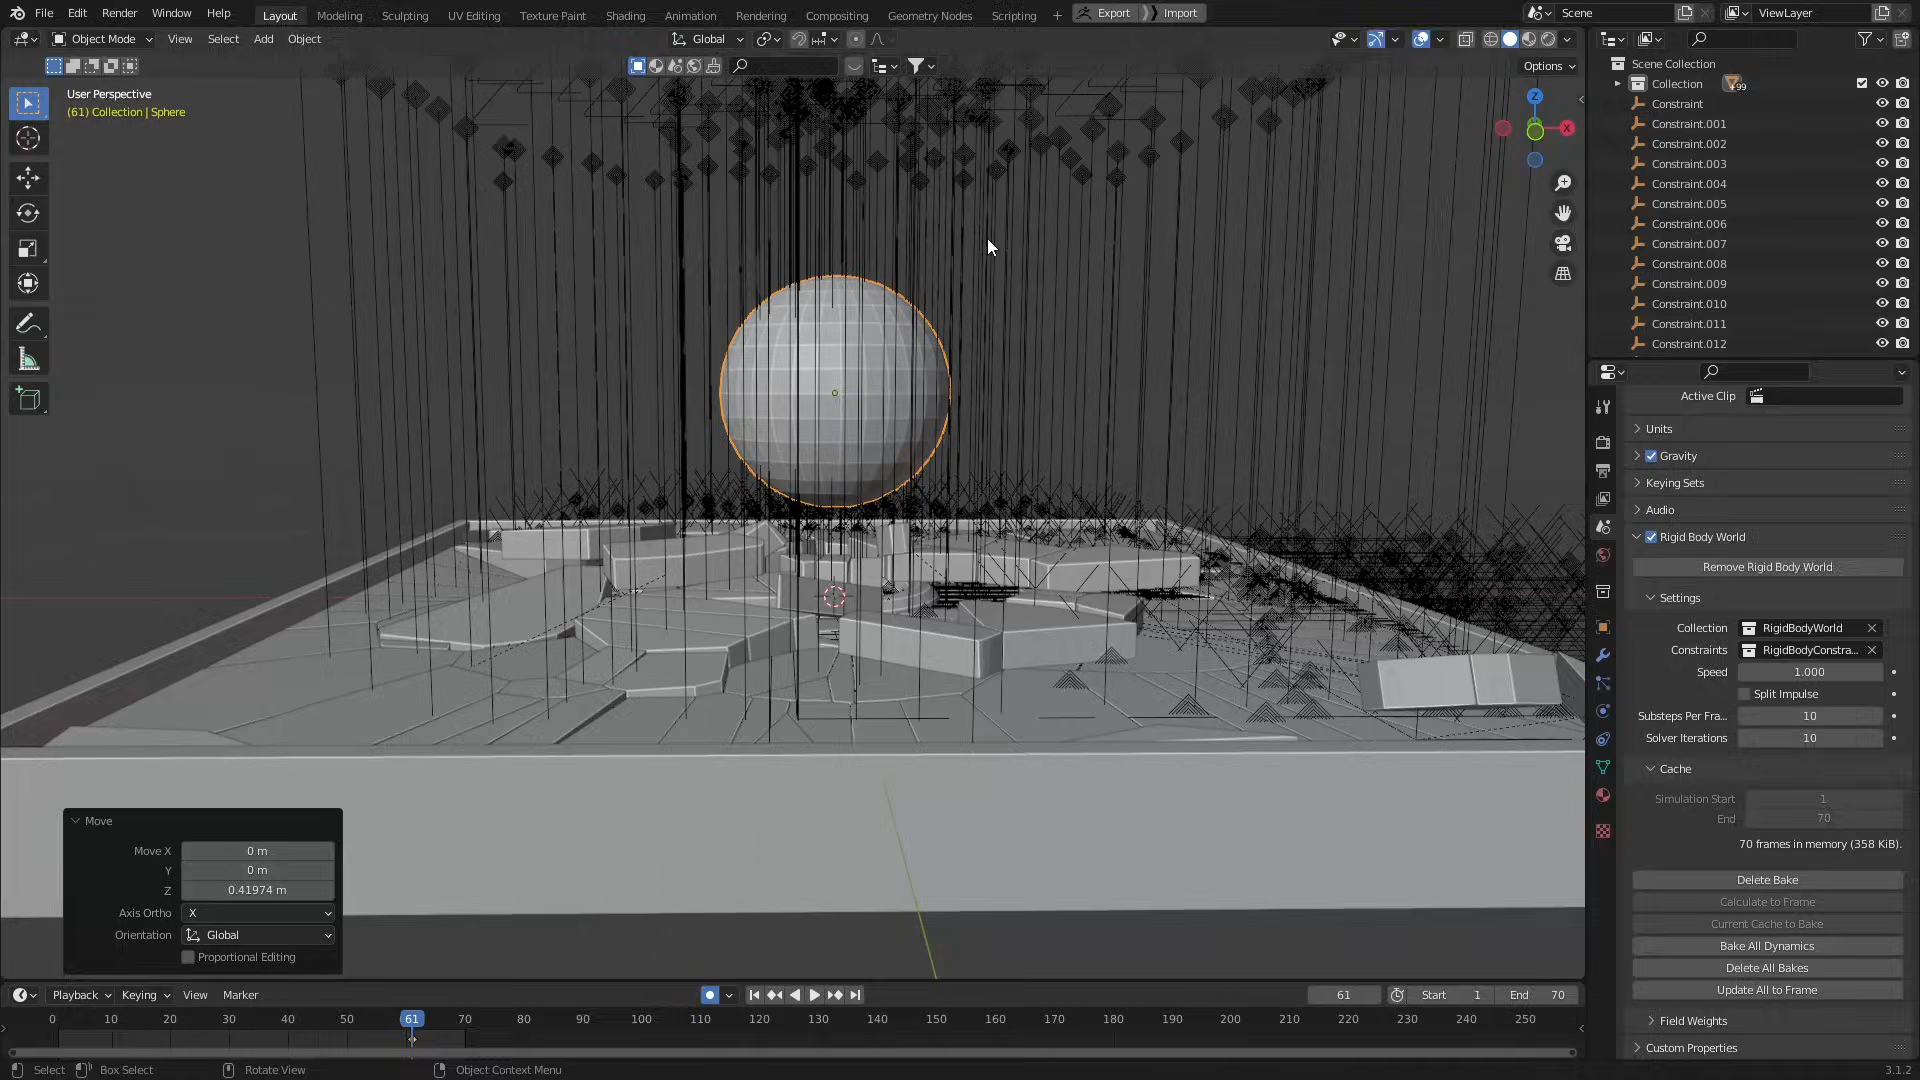 File Edit Render Window Help Layout Modeling Sculpting UV Editing Texture Paint Shading Animation Rendering Compositing Geometry Nodes Scripting + Export Import Scene ViewLayer
Object Mode View Select Add Object Global
Options
User Perspective
(61) Collection | Sphere
Z
X
Scene Collection
Collection +99
Constraint
Constraint.001
Constraint.002
Constraint.003
Constraint.004
Constraint.005
Constraint.006
Constraint.007
Constraint.008
Constraint.009
Constraint.010
Constraint.011
Constraint.012
Active Clip
Units
Gravity
Keying Sets
Audio
Rigid Body World
Remove Rigid Body World
Settings
Collection RigidBodyWorld
Constraints RigidBodyConstra...
Speed 1.000
Split Impulse
Substeps Per Fra... 10
Solver Iterations 10
Cache
Simulation Start 1
End 70
70 frames in memory (358 KiB).
Delete Bake
Calculate to Frame
Current Cache to Bake
Bake All Dynamics
Delete All Bakes
Update All to Frame
Field Weights
Custom Properties
Move
Move X 0 m
Y 0 m
Z 0.41974 m
Axis Ortho X
Orientation Global
Proportional Editing
Playback Keying View Marker 61 Start 1 End 70
0 10 20 30 40 50 61 70 80 90 100 110 120 130 140 150 160 170 180 190 200 210 220 230 240 250
Select Box Select Rotate View Object Context Menu 3.1.2